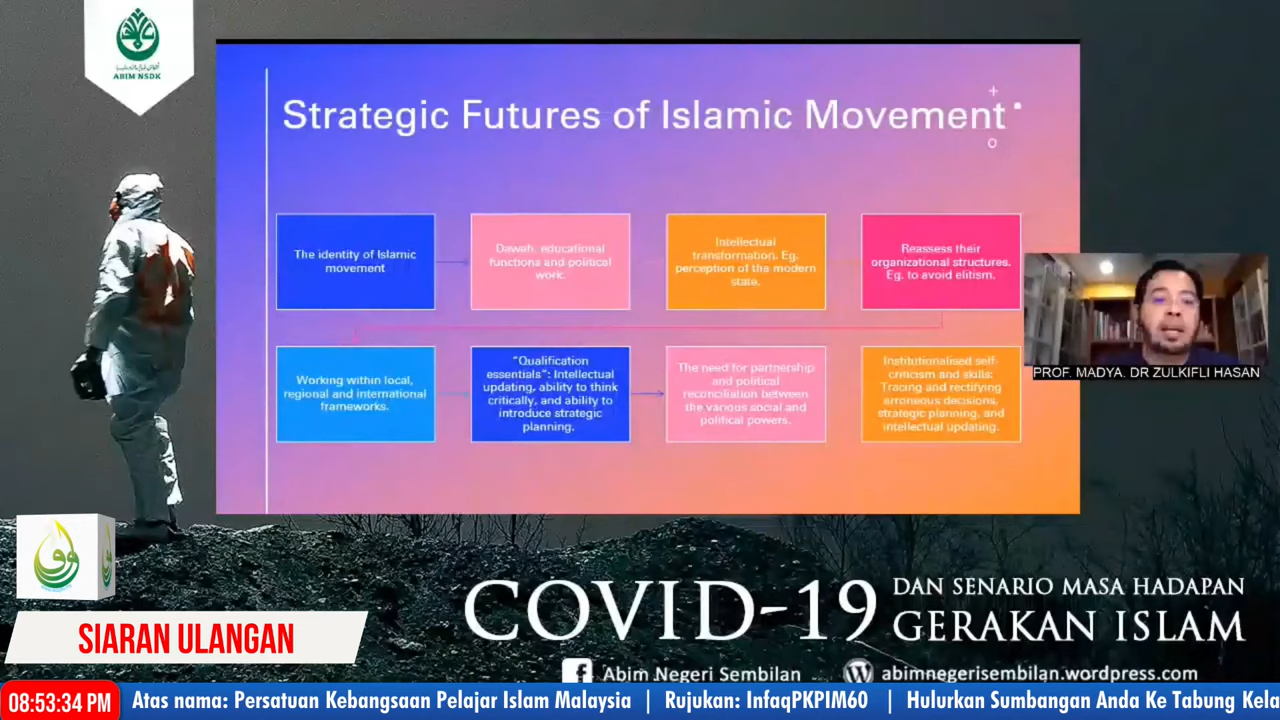 ABIM NSDK
Strategic Futures of Islamic Movement
The identity of Islamic
movement
Dawah, educational
functions and political
work.
Intellectual
transformation. Eg.
perception of the modern
state.
Reassess their
organizational structures.
Eg. to avoid elitism.
Working within local,
regional and international
frameworks.
“Qualification
essentials”: Intellectual
updating, ability to think
critically, and ability to
introduce strategic
planning.
The need for partnership
and political
reconciliation between
the various social and
political powers.
Institutionalised self-
criticism and skills:
Tracing and rectifying
erroneous decisions,
strategic planning, and
intellectual updating.
PROF. MADYA. DR ZULKIFLI HASAN
COVID-19
DAN SENARIO MASA HADAPAN
GERAKAN ISLAM
SIARAN ULANGAN
Abim Negeri Sembilan
abimnegerisembilan.wordpress.com
08:53:34 PM
Atas nama: Persatuan Kebangsaan Pelajar Islam Malaysia | Rujukan: InfaqPKPIM60 | Hulurkan Sumbangan Anda Ke Tabung Kela